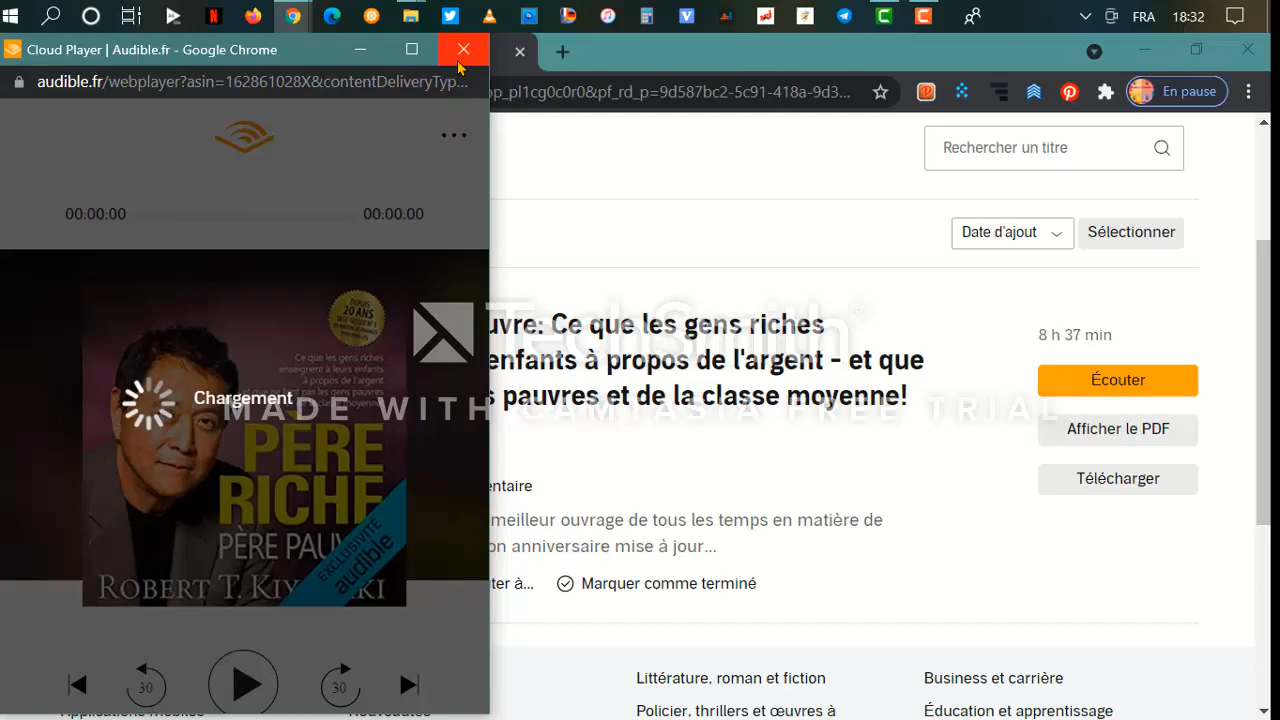 FRA
18:32
Cloud Player | Audible.fr - Google Chrome
audible.fr/webplayer?asin=162861028X&contentDeliveryTyp...
op_pl1cg0c0r0&pf_rd_p=9d587bc2-5c91-418a-9d3...
En pause
Rechercher un titre
00:00:00
00:00:00
Date d'ajout
Sélectionner
DEPUIS
20 ANS
Ce que les gens riches
enseignent à leurs enfants
à propos de l'argent
Chargement
PÈRE
RICHE
PÈRE PAUV
EXCLUSIVITÉ
audible
ROBERT T. KIY KI
uvre: Ce que les gens riches
enfants à propos de l'argent - et que
s pauvres et de la classe moyenne!
8 h 37 min
Écouter
Afficher le PDF
Télécharger
TechSmith
MADE WITH CAMTASIA FREE TRIAL
entaire
meilleur ouvrage de tous les temps en matière de
on anniversaire mise à jour...
ter à...
Marquer comme terminé
30
30
Littérature, roman et fiction
Business et carrière
Applications mobiles
Nouveautés
Policier, thrillers et œuvres à
Éducation et apprentissage